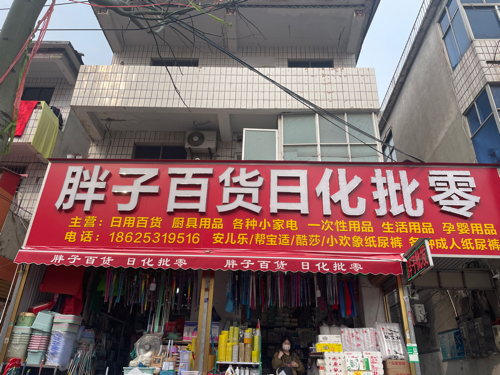 胖子百货日化批零
主营：日用百货 厨具用品 各种小家电 一次性用品 生活用品 孕婴用品
电话：18625319516 安儿乐/帮宝适/酷莎/小欢象纸尿裤 各种成人纸尿裤
胖子百货 日化批零 胖子百货 日化批零